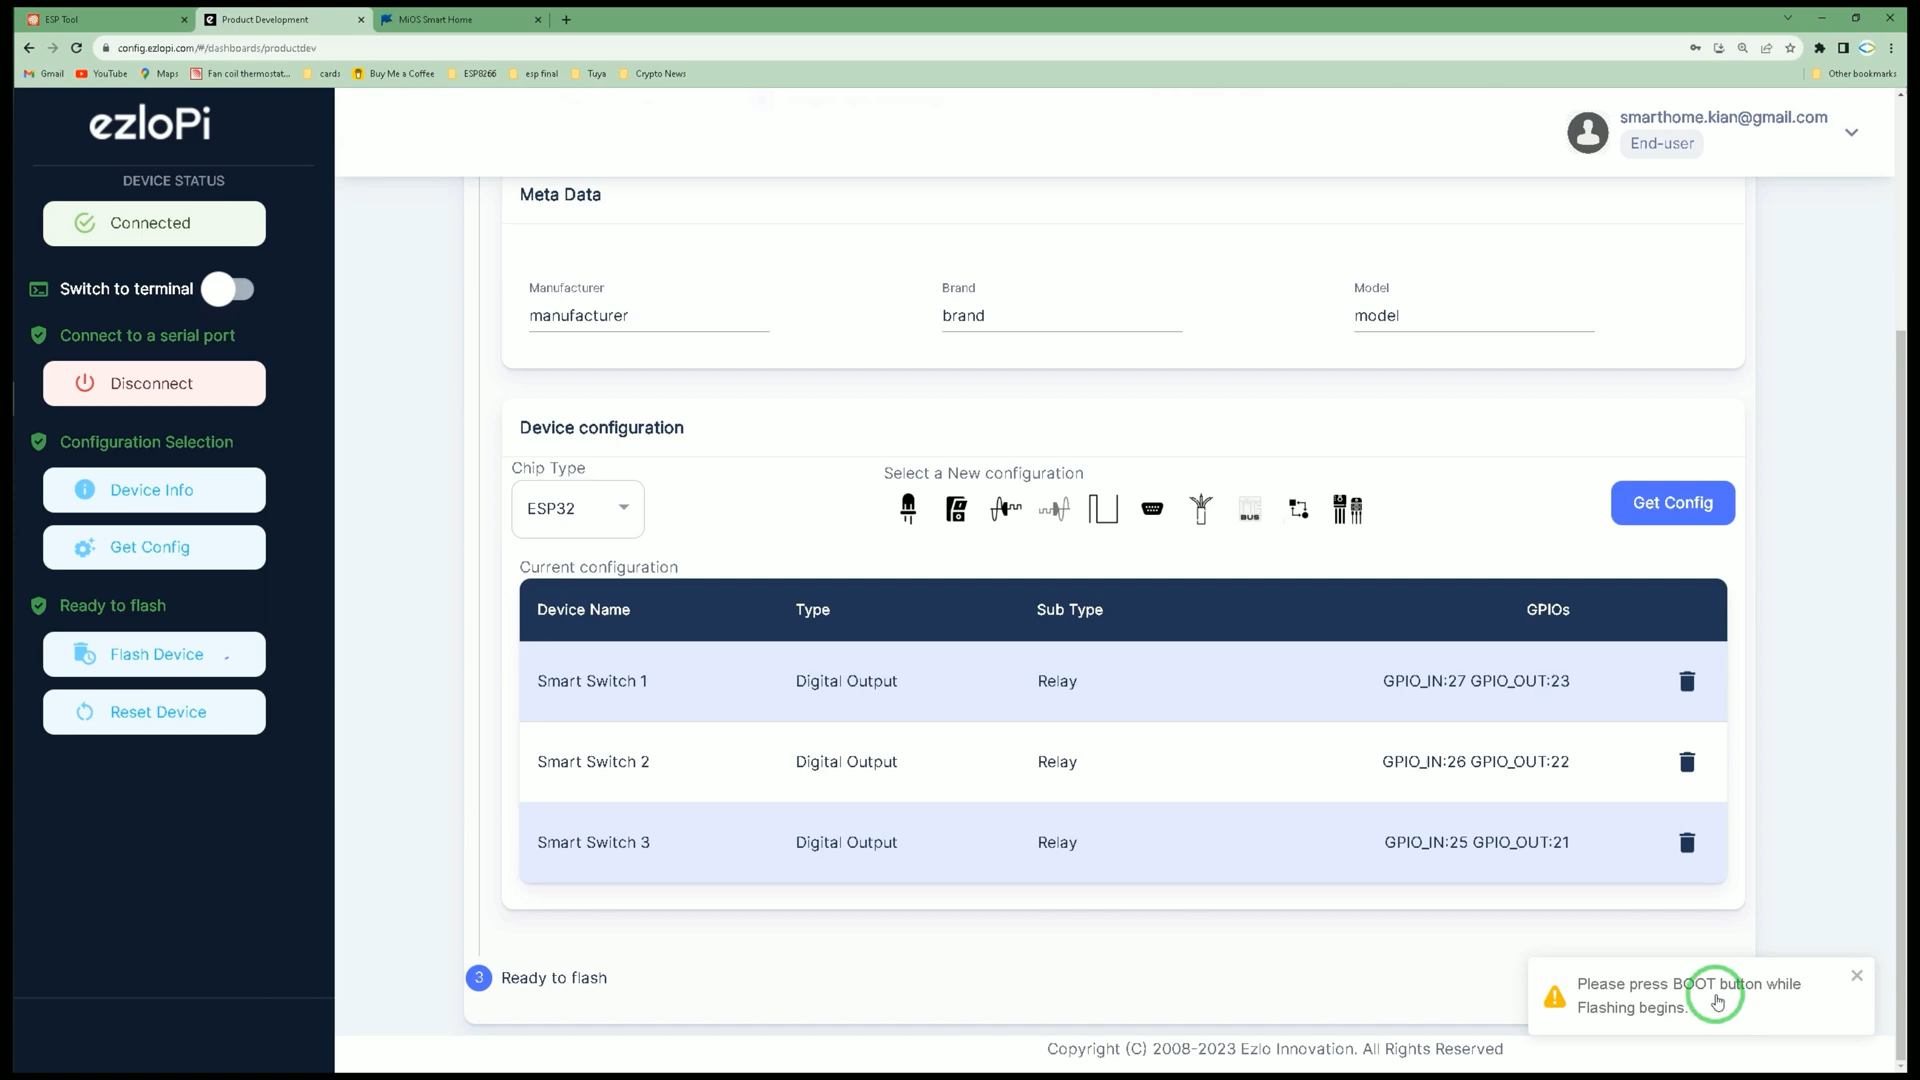 ESP Tool
Product Development
MiOS Smart Home
config.ezlopi.com/#/dashboards/productdev
Gmail
YouTube
Maps
Fan coil thermostat...
cards
Buy Me a Coffee
ESP8266
esp final
Tuya
Crypto News
Other bookmarks
ezloPi
smarthome.kian@gmail.com
End-user
DEVICE STATUS
Connected
Switch to terminal
Connect to a serial port
Disconnect
Configuration Selection
Device Info
Get Config
Ready to flash
Flash Device
Reset Device
Meta Data
Manufacturer
Brand
Model
manufacturer
brand
model
Device configuration
Chip Type
Select a New configuration
ESP32
BUS
Get Config
Current configuration
Device Name
Type
Sub Type
GPIOs
Smart Switch 1
Digital Output
Relay
GPIO_IN:27 GPIO_OUT:23
Smart Switch 2
Digital Output
Relay
GPIO_IN:26 GPIO_OUT:22
Smart Switch 3
Digital Output
Relay
GPIO_IN:25 GPIO_OUT:21
3
Ready to flash
Please press BOOT button while
Flashing begins.
Copyright (C) 2008-2023 Ezlo Innovation. All Rights Reserved